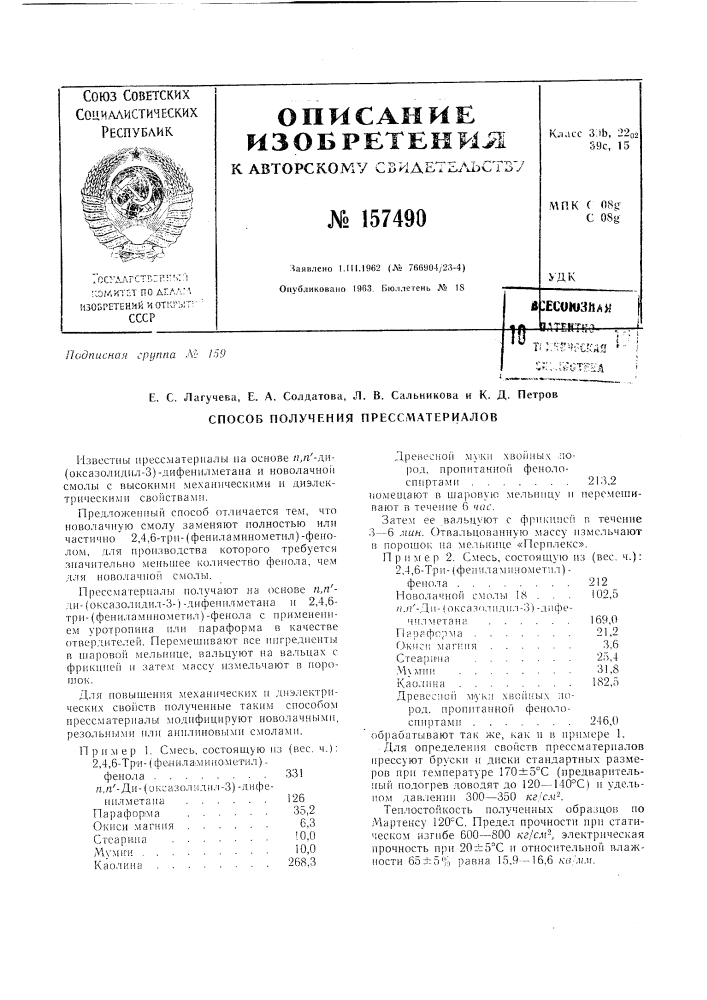 Союз Советских
Социалистических
Республик
ГОСУДАРСТВЕННЫЙ
КОМИТЕТ ПО ДЕЛАМ
ИЗОБРЕТЕНИЙ И ОТКРЫТИЙ
СССР
ОПИСАНИЕ
ИЗОБРЕТЕНИЯ
К АВТОРСКОМУ СВИДЕТЕЛЬСТВУ
№ 157490
Заявлено 1.III.1962 (№ 766904/23-4)
Опубликовано 1963. Бюллетень № 18
Класс 39b, 22₀₂
39c, 15
МПК C 08g
C 08g
УДК
ВСЕСОЮЗНАЯ
ПАТЕНТНО-
ТЕХНИЧЕСКАЯ
БИБЛИОТЕКА
10
Подписная группа № 159
Е. С. Лагучева, Е. А. Солдатова, Л. В. Сальникова и К. Д. Петров
СПОСОБ ПОЛУЧЕНИЯ ПРЕССМАТЕРИАЛОВ
Известны прессматериалы на основе п,п′-ди-
(оксазолидил-3)-дифенилметана и новолачной
смолы с высокими механическими и диэлек-
трическими свойствами.
Предложенный способ отличается тем, что
новолачную смолу заменяют полностью или
частично 2,4,6-три-(фениламинометил)-фено-
лом, для производства которого требуется
значительно меньшее количество фенола, чем
для новолачной смолы.
Прессматериалы получают на основе п,п′-
ди-(оксазолидил-3-)-дифенилметана и 2,4,6-
три-(фениламинометил)-фенола с применени-
ем уротропина или параформа в качестве
отвердителей. Перемешивают все ингредиенты
в шаровой мельнице, вальцуют на вальцах с
фрикцией и затем массу измельчают в поро-
шок.
Для повышения механических и диэлектри-
ческих свойств полученные таким способом
прессматериалы модифицируют новолачными,
резольными или анилиновыми смолами.
Пример 1. Смесь, состоящую из (вес. ч.):
2,4,6-Три-(фениламинометил)-
фенола . . . . . . . . 331
п,п′-Ди-(оксазолидил-3)-дифе-
нилметана . . . . . . 126
Параформа . . . . . . . 35,2
Окиси магния . . . . . . 6,3
Стеарина . . . . . . . 10,0
Мумии . . . . . . . . . 10,0
Каолина . . . . . . . . 268,3
Древесной муки хвойных по-
род, пропитанной феноло-
спиртами . . . . . . . 213,2
помещают в шаровую мельницу и перемеши-
вают в течение 6 час.
Затем ее вальцуют с фрикцией в течение
3—6 мин. Отвальцованную массу измельчают
в порошок на мельнице «Перплекс».
Пример 2. Смесь, состоящую из (вес. ч.):
2,4,6-Три-(фениламинометил)-
фенола . . . . . . . . 212
Новолачной смолы 18 . . . 102,5
п,п′-Ди-(оксазолидил-3)-дифе-
нилметана . . . . . . 169,0
Параформа . . . . . . . 21,2
Окиси магния . . . . . . 3,6
Стеарина . . . . . . . 25,4
Мумии . . . . . . . . . 31,8
Каолина . . . . . . . . 182,5
Древесной муки хвойных по-
род, пропитанной феноло-
спиртами . . . . . . . 246,0
обрабатывают так же, как и в примере 1.
Для определения свойств прессматериалов
прессуют бруски и диски стандартных разме-
ров при температуре 170±5°С (предваритель-
ный подогрев доводят до 120—140°С) и удель-
ном давлении 300—350 кг/см².
Теплостойкость полученных образцов по
Мартенсу 120°С. Предел прочности при стати-
ческом изгибе 600—800 кг/см², электрическая
прочность при 20±5°С и относительной влаж-
ности 65±5% равна 15,9—16,6 кв/мм.